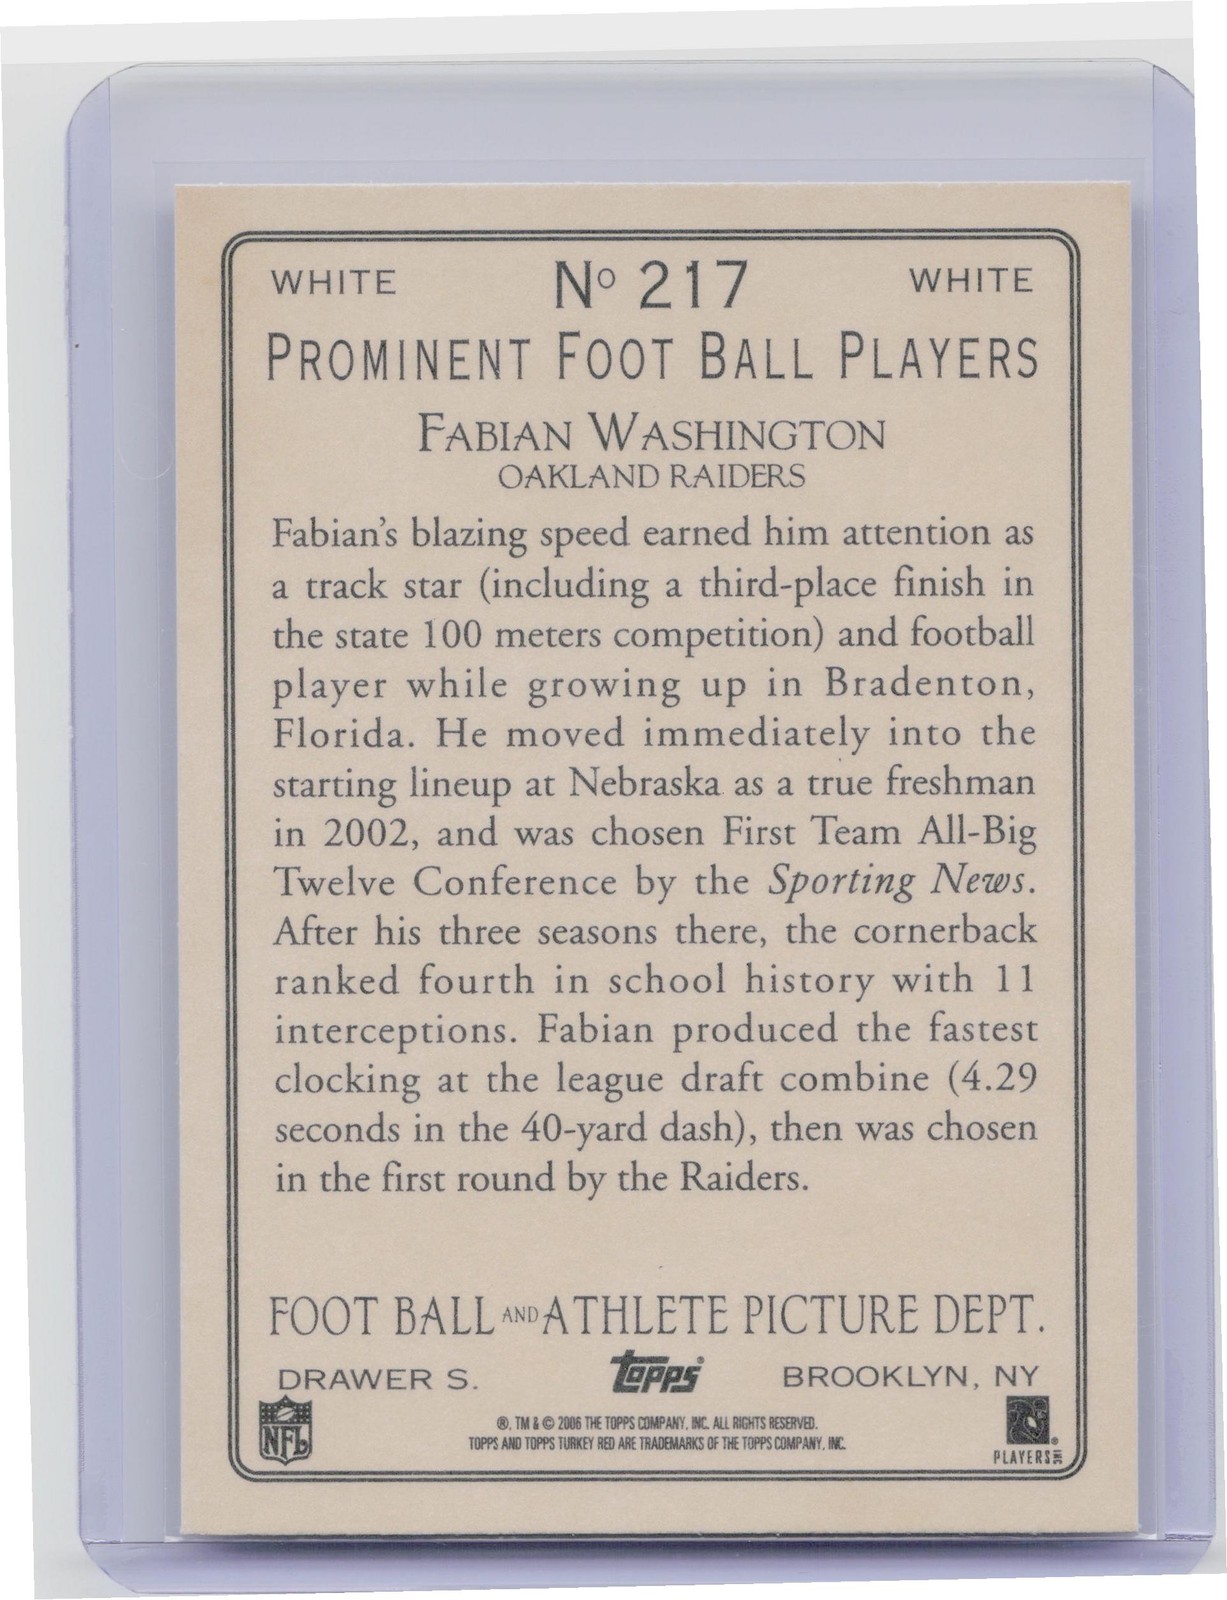 WHITE Nº 217 WHITE
PROMINENT FOOT BALL PLAYERS
FABIAN WASHINGTON
OAKLAND RAIDERS
Fabian's blazing speed earned him attention as
a track star (including a third-place finish in
the state 100 meters competition) and football
player while growing up in Bradenton,
Florida. He moved immediately into the
starting lineup at Nebraska as a true freshman
in 2002, and was chosen First Team All-Big
Twelve Conference by the Sporting News.
After his three seasons there, the cornerback
ranked fourth in school history with 11
interceptions. Fabian produced the fastest
clocking at the league draft combine (4.29
seconds in the 40-yard dash), then was chosen
in the first round by the Raiders.
FOOT BALL AND ATHLETE PICTURE DEPT.
DRAWER S. Topps® BROOKLYN, NY
®, TM & © 2006 THE TOPPS COMPANY, INC. ALL RIGHTS RESERVED.
TOPPS AND TOPPS TURKEY RED ARE TRADEMARKS OF THE TOPPS COMPANY, INC.
NFL
PLAYERS INC